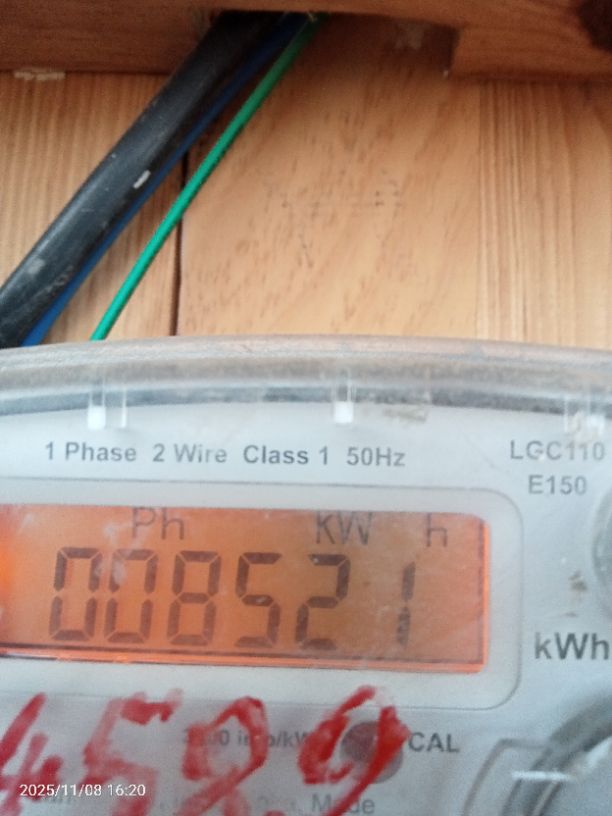 1 Phase 2 Wire Class 1 50Hz
LGC110
E150
Ph KW h
008521
kWh
CAL
2025/11/08 16:20